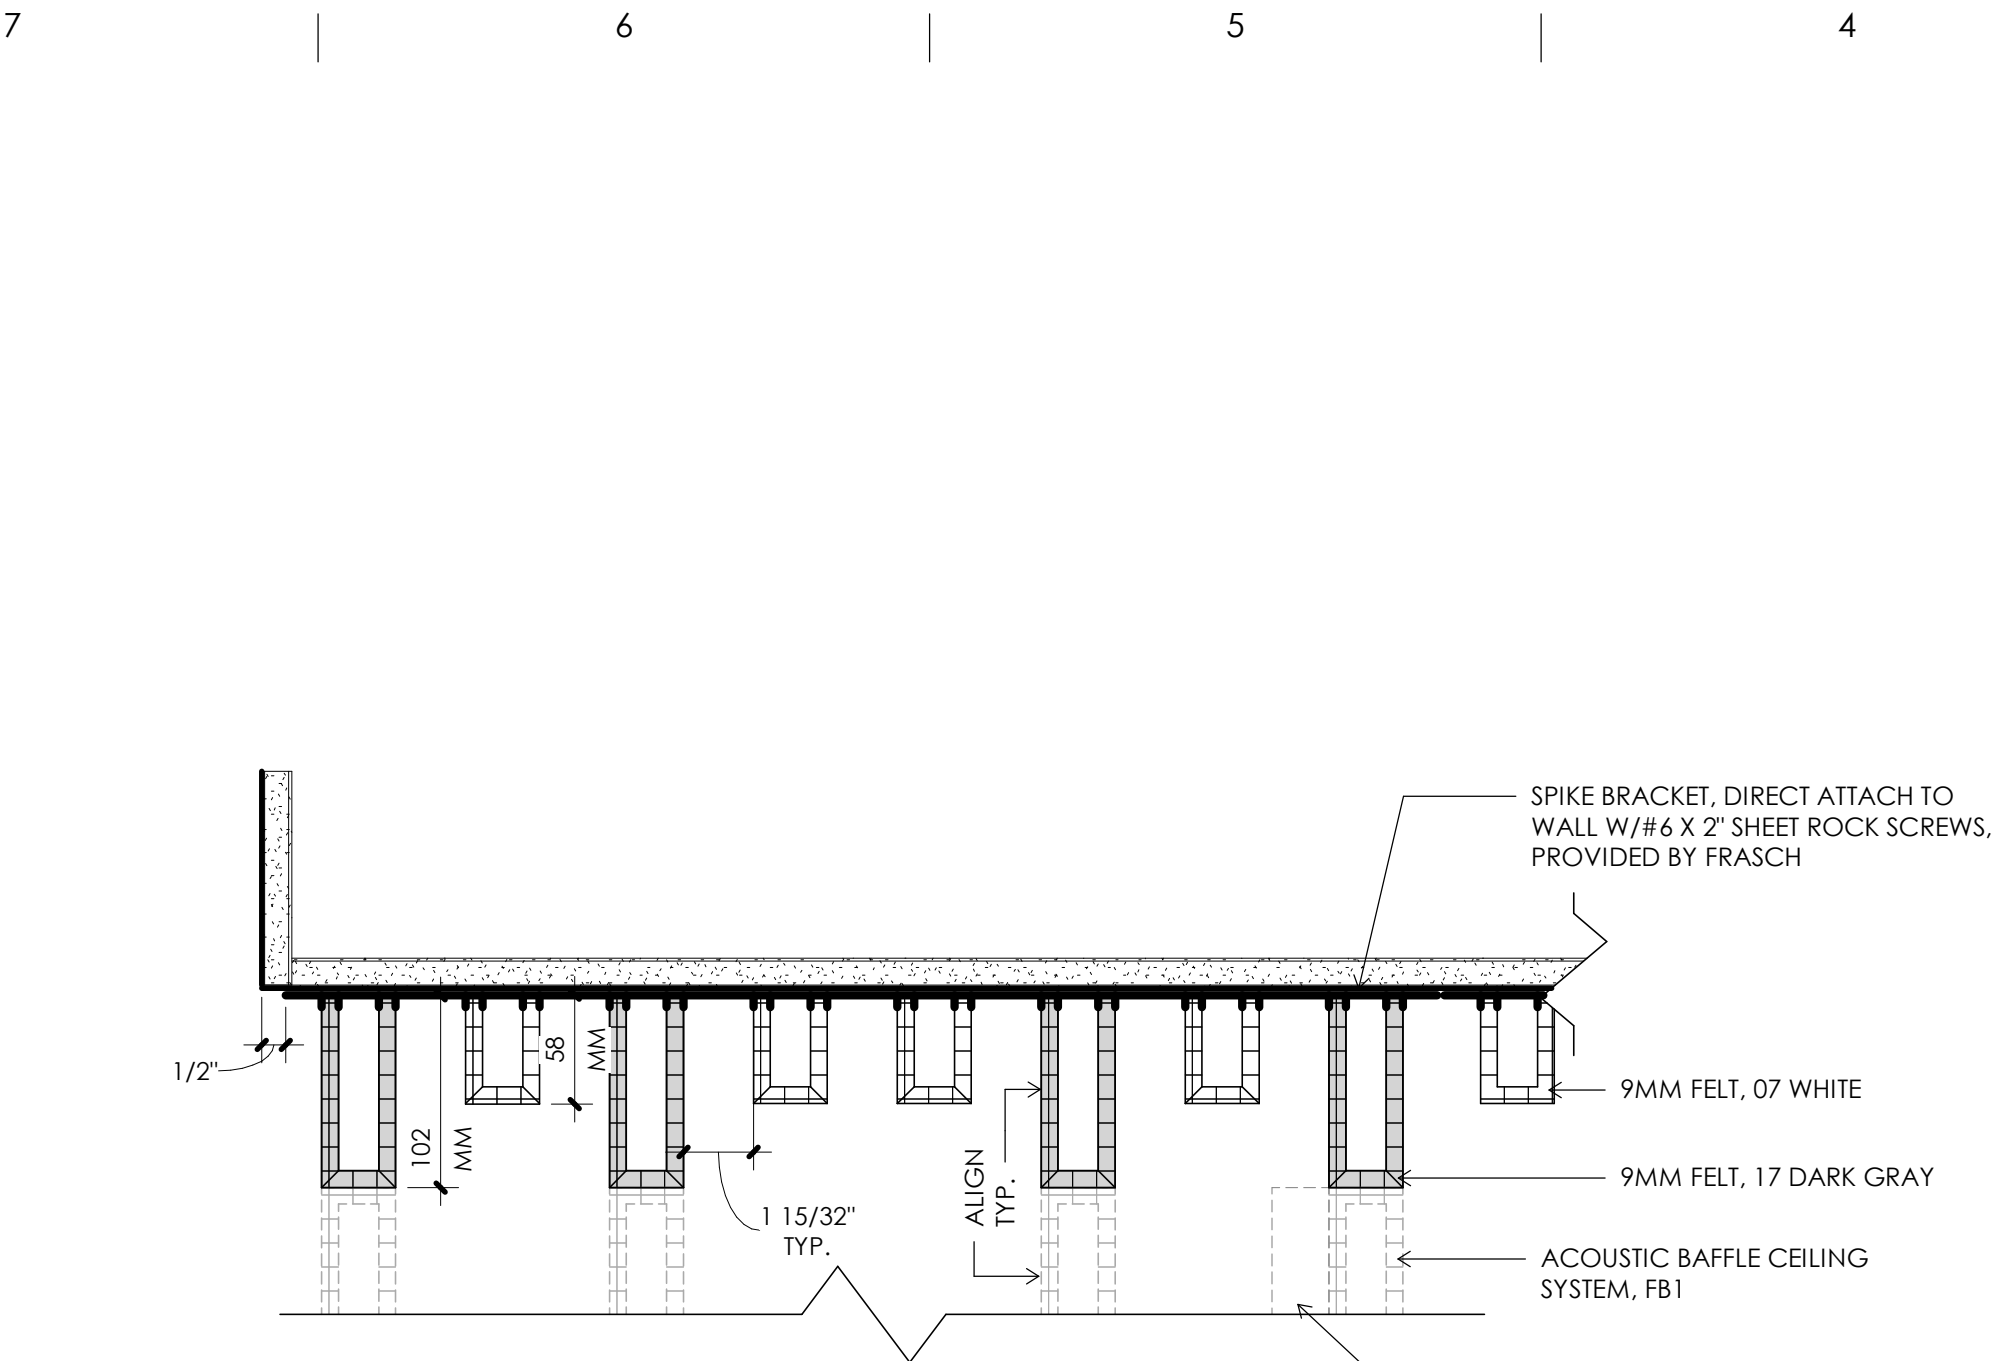 7
6
5
4
SPIKE BRACKET, DIRECT ATTACH TO
WALL W/#6 X 2" SHEET ROCK SCREWS,
PROVIDED BY FRASCH
1/2"
58
MM
102
MM
1 15/32"
TYP.
ALIGN
TYP.
9MM FELT, 07 WHITE
9MM FELT, 17 DARK GRAY
ACOUSTIC BAFFLE CEILING
SYSTEM, FB1